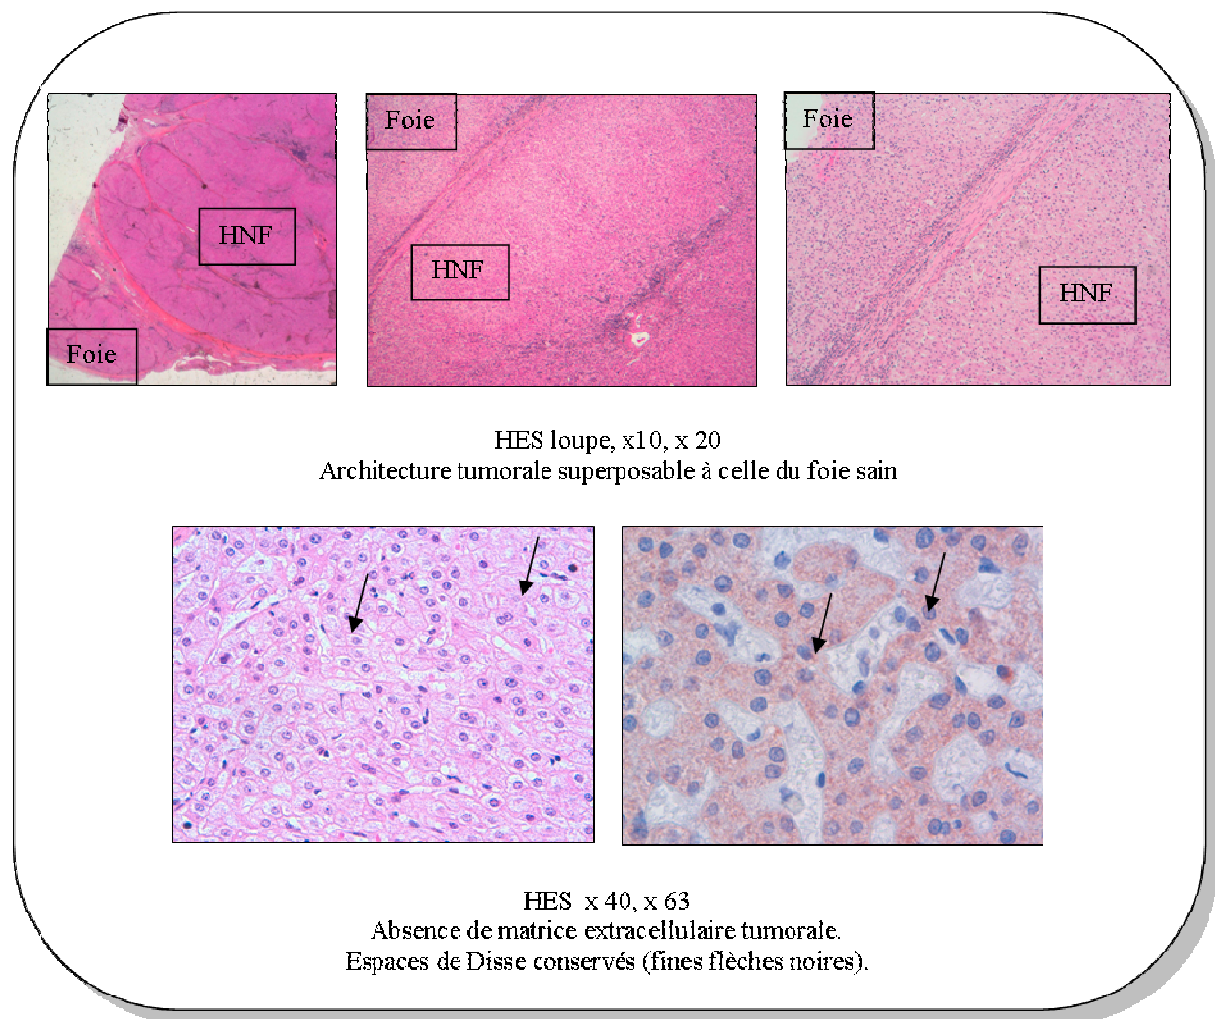 Foie
HNF
Foie
HNF
Foie
HNF
HES loupe, x10, x 20
Architecture tumorale superposable à celle du foie sain
HES  x 40, x 63
Absence de matrice extracellulaire tumorale.
Espaces de Disse conservés (fines flèches noires).